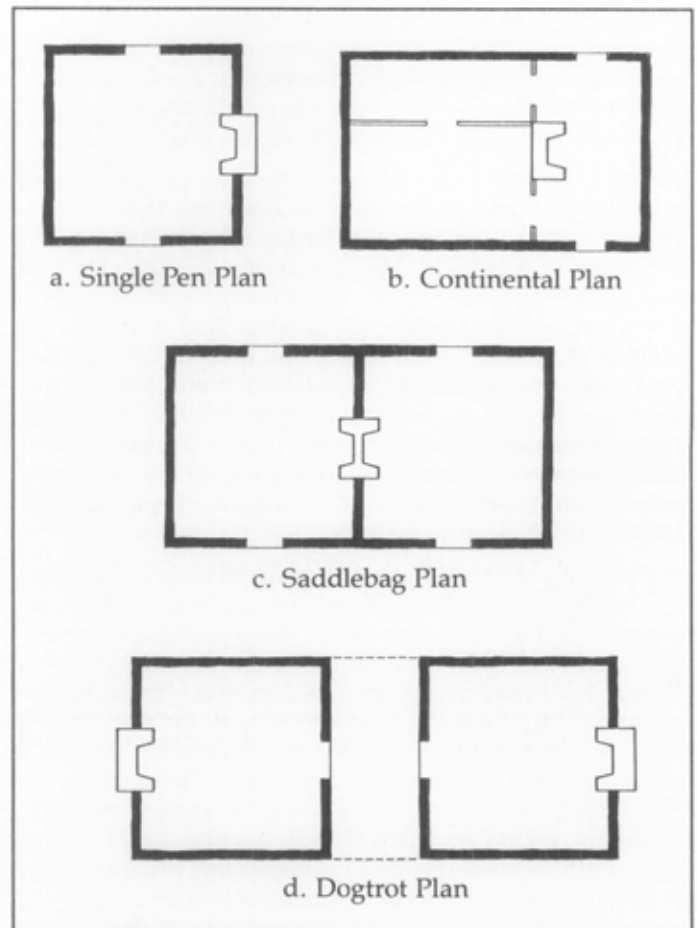 a. Single Pen Plan
b. Continental Plan
c. Saddlebag Plan
d. Dogtrot Plan